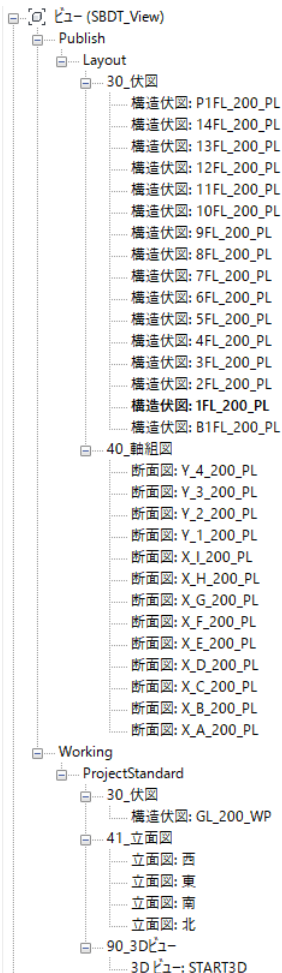 ビュー (SBDT_View)
Publish
Layout
30_伏図
構造伏図: P1FL_200_PL
構造伏図: 14FL_200_PL
構造伏図: 13FL_200_PL
構造伏図: 12FL_200_PL
構造伏図: 11FL_200_PL
構造伏図: 10FL_200_PL
構造伏図: 9FL_200_PL
構造伏図: 8FL_200_PL
構造伏図: 7FL_200_PL
構造伏図: 6FL_200_PL
構造伏図: 5FL_200_PL
構造伏図: 4FL_200_PL
構造伏図: 3FL_200_PL
構造伏図: 2FL_200_PL
構造伏図: 1FL_200_PL
構造伏図: B1FL_200_PL
40_軸組図
断面図: Y_4_200_PL
断面図: Y_3_200_PL
断面図: Y_2_200_PL
断面図: Y_1_200_PL
断面図: X_I_200_PL
断面図: X_H_200_PL
断面図: X_G_200_PL
断面図: X_F_200_PL
断面図: X_E_200_PL
断面図: X_D_200_PL
断面図: X_C_200_PL
断面図: X_B_200_PL
断面図: X_A_200_PL
Working
ProjectStandard
30_伏図
構造伏図: GL_200_WP
41_立面図
立面図: 西
立面図: 東
立面図: 南
立面図: 北
90_3Dビュー
3D ビュー: START3D